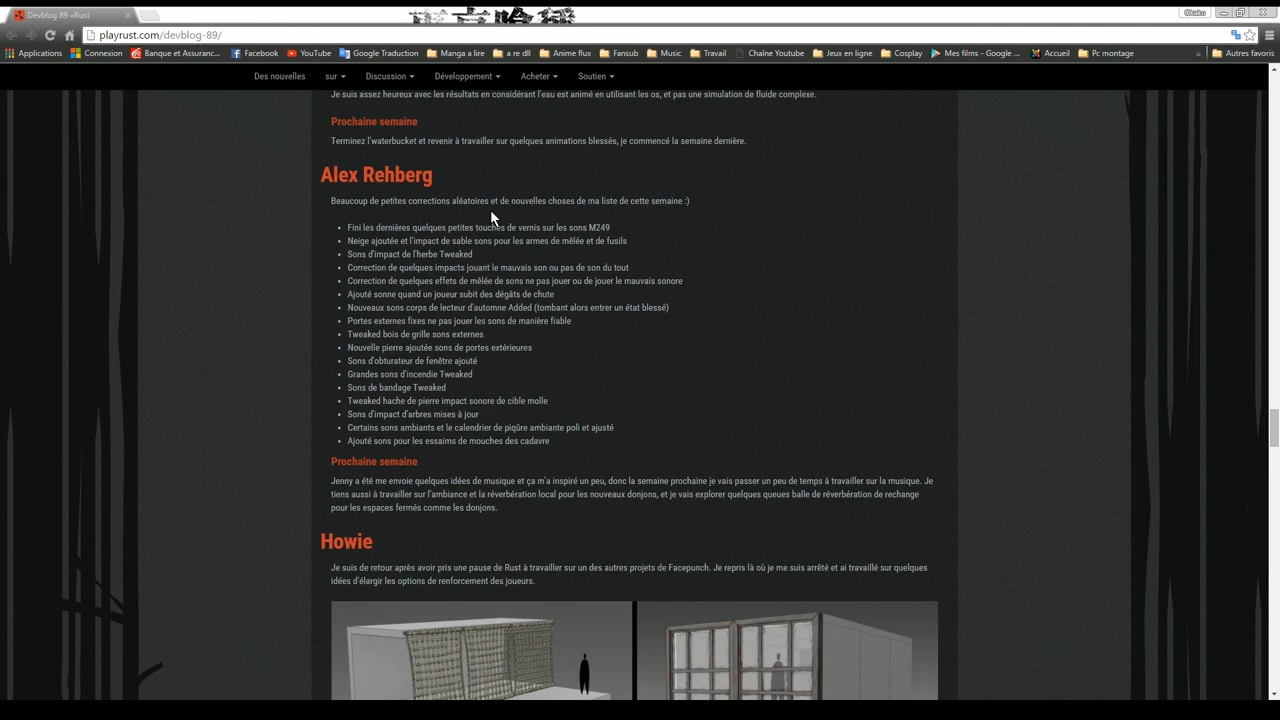 Devblog 89 «Rust
Okaku
playrust.com/devblog-89/
Applications Connexion Banque et Assuranc... Facebook YouTube Google Traduction Manga a lire a re dl Anime flux Fansub Music Travail Chaîne Youtube Jeux en ligne Cosplay Mes films - Google ... Accueil Pc montage » Autres favoris
Des nouvelles sur Discussion Développement Acheter Soutien
Je suis assez heureux avec les résultats en considérant l'eau est animé en utilisant les os, et pas une simulation de fluide complexe.
Prochaine semaine
Terminez l'waterbucket et revenir à travailler sur quelques animations blessés, je commencé la semaine dernière.
Alex Rehberg
Beaucoup de petites corrections aléatoires et de nouvelles choses de ma liste de cette semaine :)
• Fini les dernières quelques petites touches de vernis sur les sons M249
• Neige ajoutée et l'impact de sable sons pour les armes de mêlée et de fusils
• Sons d'impact de l'herbe Tweaked
• Correction de quelques impacts jouant le mauvais son ou pas de son du tout
• Correction de quelques effets de mêlée de sons ne pas jouer ou de jouer le mauvais sonore
• Ajouté sonne quand un joueur subit des dégâts de chute
• Nouveaux sons corps de lecteur d'automne Added (tombant alors entrer un état blessé)
• Portes externes fixes ne pas jouer les sons de manière fiable
• Tweaked bois de grille sons externes
• Nouvelle pierre ajoutée sons de portes extérieures
• Sons d'obturateur de fenêtre ajouté
• Grandes sons d'incendie Tweaked
• Sons de bandage Tweaked
• Tweaked hache de pierre impact sonore de cible molle
• Sons d'impact d'arbres mises à jour
• Certains sons ambiants et le calendrier de piqûre ambiante poli et ajusté
• Ajouté sons pour les essaims de mouches des cadavre
Prochaine semaine
Jenny a été me envoie quelques idées de musique et ça m'a inspiré un peu, donc la semaine prochaine je vais passer un peu de temps à travailler sur la musique. Je
tiens aussi à travailler sur l'ambiance et la réverbération local pour les nouveaux donjons, et je vais explorer quelques queues balle de réverbération de rechange
pour les espaces fermés comme les donjons.
Howie
Je suis de retour après avoir pris une pause de Rust à travailler sur un des autres projets de Facepunch. Je repris là où je me suis arrêté et ai travaillé sur quelques
idées d'élargir les options de renforcement des joueurs.